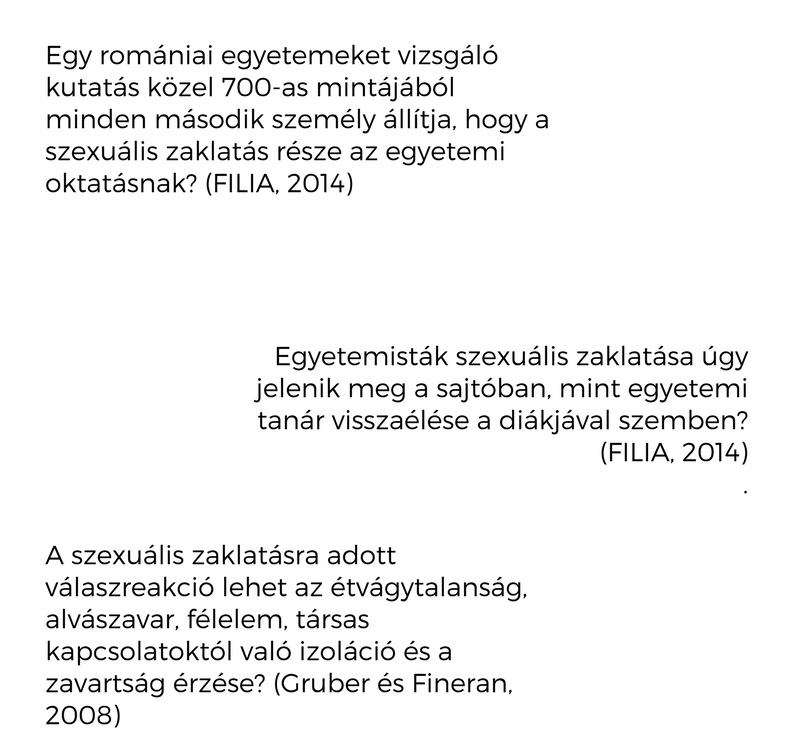 Egy romániai egyetemeket vizsgáló
kutatás közel 700-as mintájából
minden második személy állítja, hogy a
szexuális zaklatás része az egyetemi
oktatásnak? (FILIA, 2014)
Egyetemisták szexuális zaklatása úgy
jelenik meg a sajtóban, mint egyetemi
tanár visszaélése a diákjával szemben?
(FILIA, 2014)
.
A szexuális zaklatásra adott
válaszreakció lehet az étvágytalanság,
alvászavar, félelem, társas
kapcsolatoktól való izoláció és a
zavartság érzése? (Gruber és Fineran,
2008)